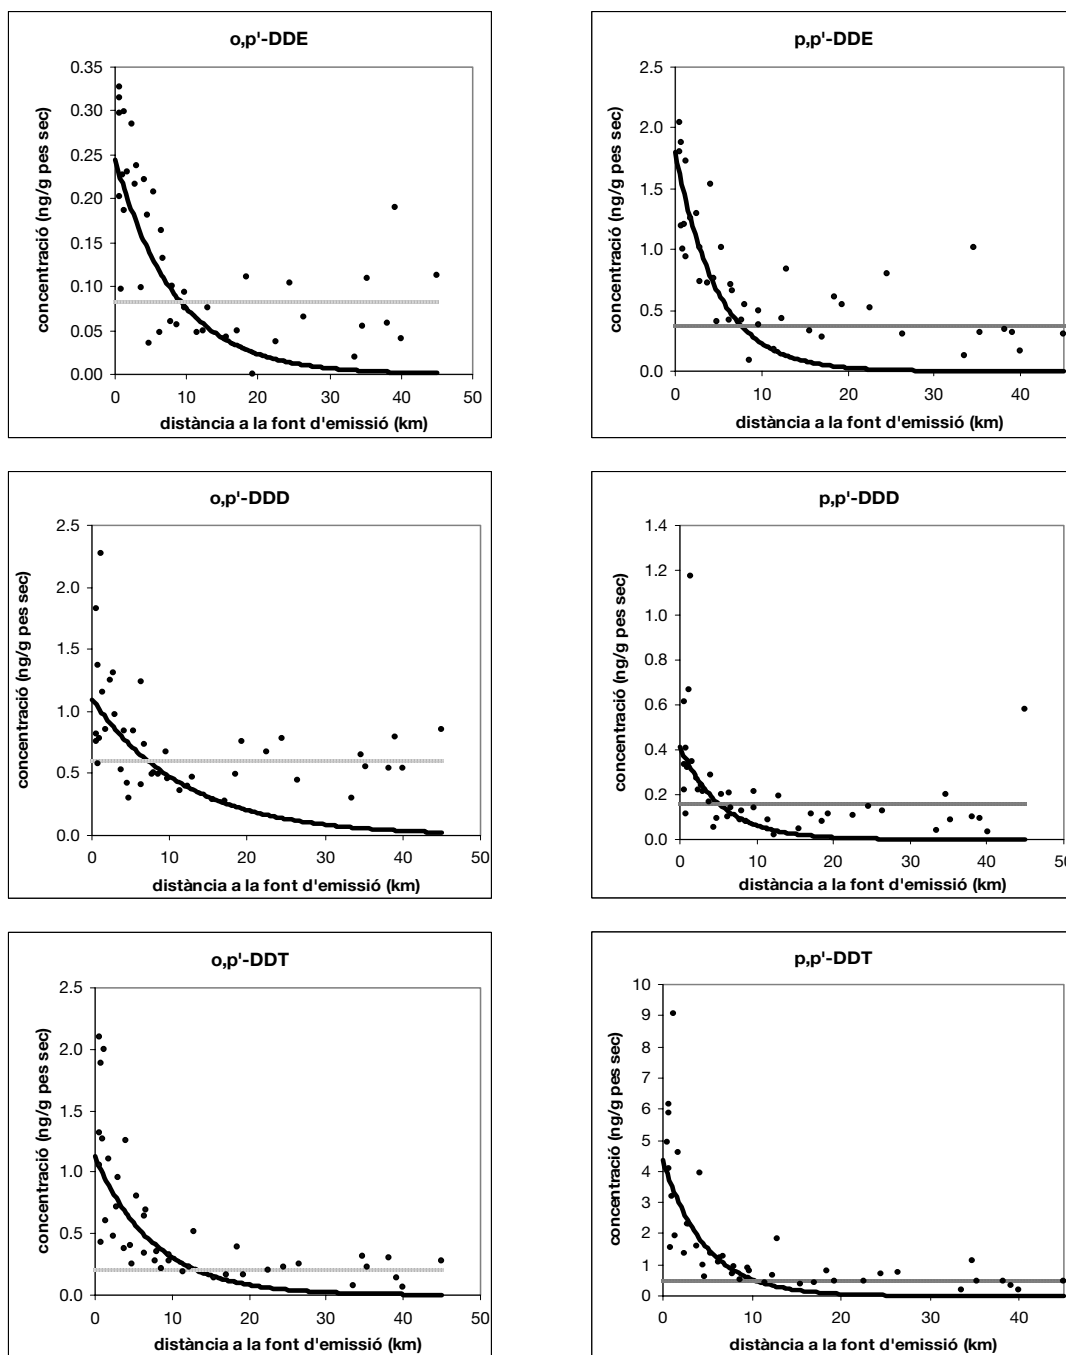 o,p'-DDE
0.35
0.30
0.25
0.20
0.15
0.10
0.05
0.00
0 10 20 30 40 50
concentració (ng/g pes sec)
distància a la font d'emissió (km)
p,p'-DDE
2.5
2.0
1.5
1.0
0.5
0.0
0 10 20 30 40
concentració (ng/g pes sec)
distància a la font d'emissió (km)
o,p'-DDD
2.5
2.0
1.5
1.0
0.5
0.0
0 10 20 30 40 50
concentració (ng/g pes sec)
distància a la font d'emissió (km)
p,p'-DDD
1.4
1.2
1.0
0.8
0.6
0.4
0.2
0.0
0 10 20 30 40 50
concentració (ng/g pes sec)
distància a la font d'emissió (km)
o,p'-DDT
2.5
2.0
1.5
1.0
0.5
0.0
0 10 20 30 40 50
concentració (ng/g pes sec)
distància a la font d'emissió (km)
p,p'-DDT
10
9
8
7
6
5
4
3
2
1
0
0 10 20 30 40
concentració (ng/g pes sec)
distància a la font d'emissió (km)